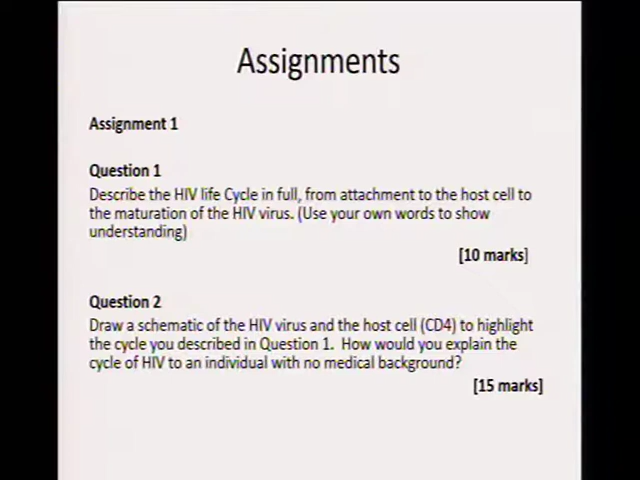 Assignments
Assignment 1
Question 1
Describe the HIV life Cycle in full, from attachment to the host cell to
the maturation of the HIV virus. (Use your own words to show
understanding)
[10 marks]
Question 2
Draw a schematic of the HIV virus and the host cell (CD4) to highlight
the cycle you described in Question 1. How would you explain the
cycle of HIV to an individual with no medical background?
[15 marks]